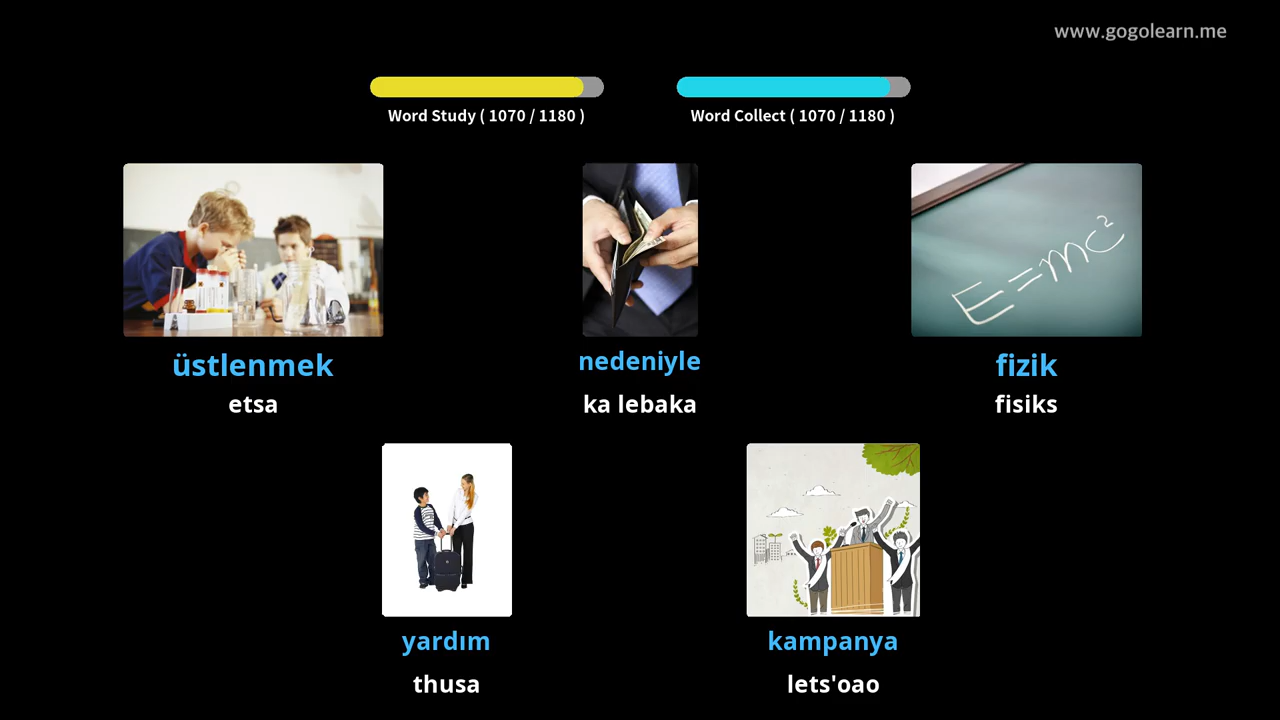 www.gogolearn.me
Word Study ( 1070 / 1180 )
Word Collect ( 1070 / 1180 )
E=mc²
üstlenmek
nedeniyle
fizik
etsa
ka lebaka
fisiks
yardım
kampanya
thusa
lets'oao